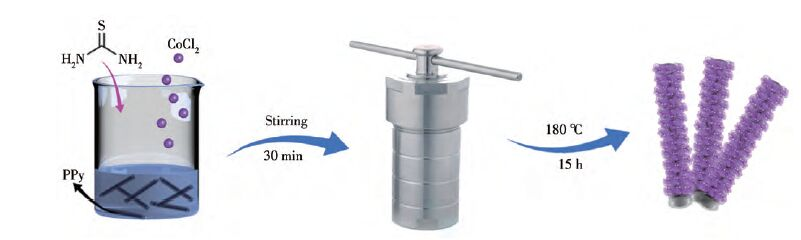 S
H₂N NH₂
CoCl₂
PPy
Stirring
30 min
180 ℃
15 h